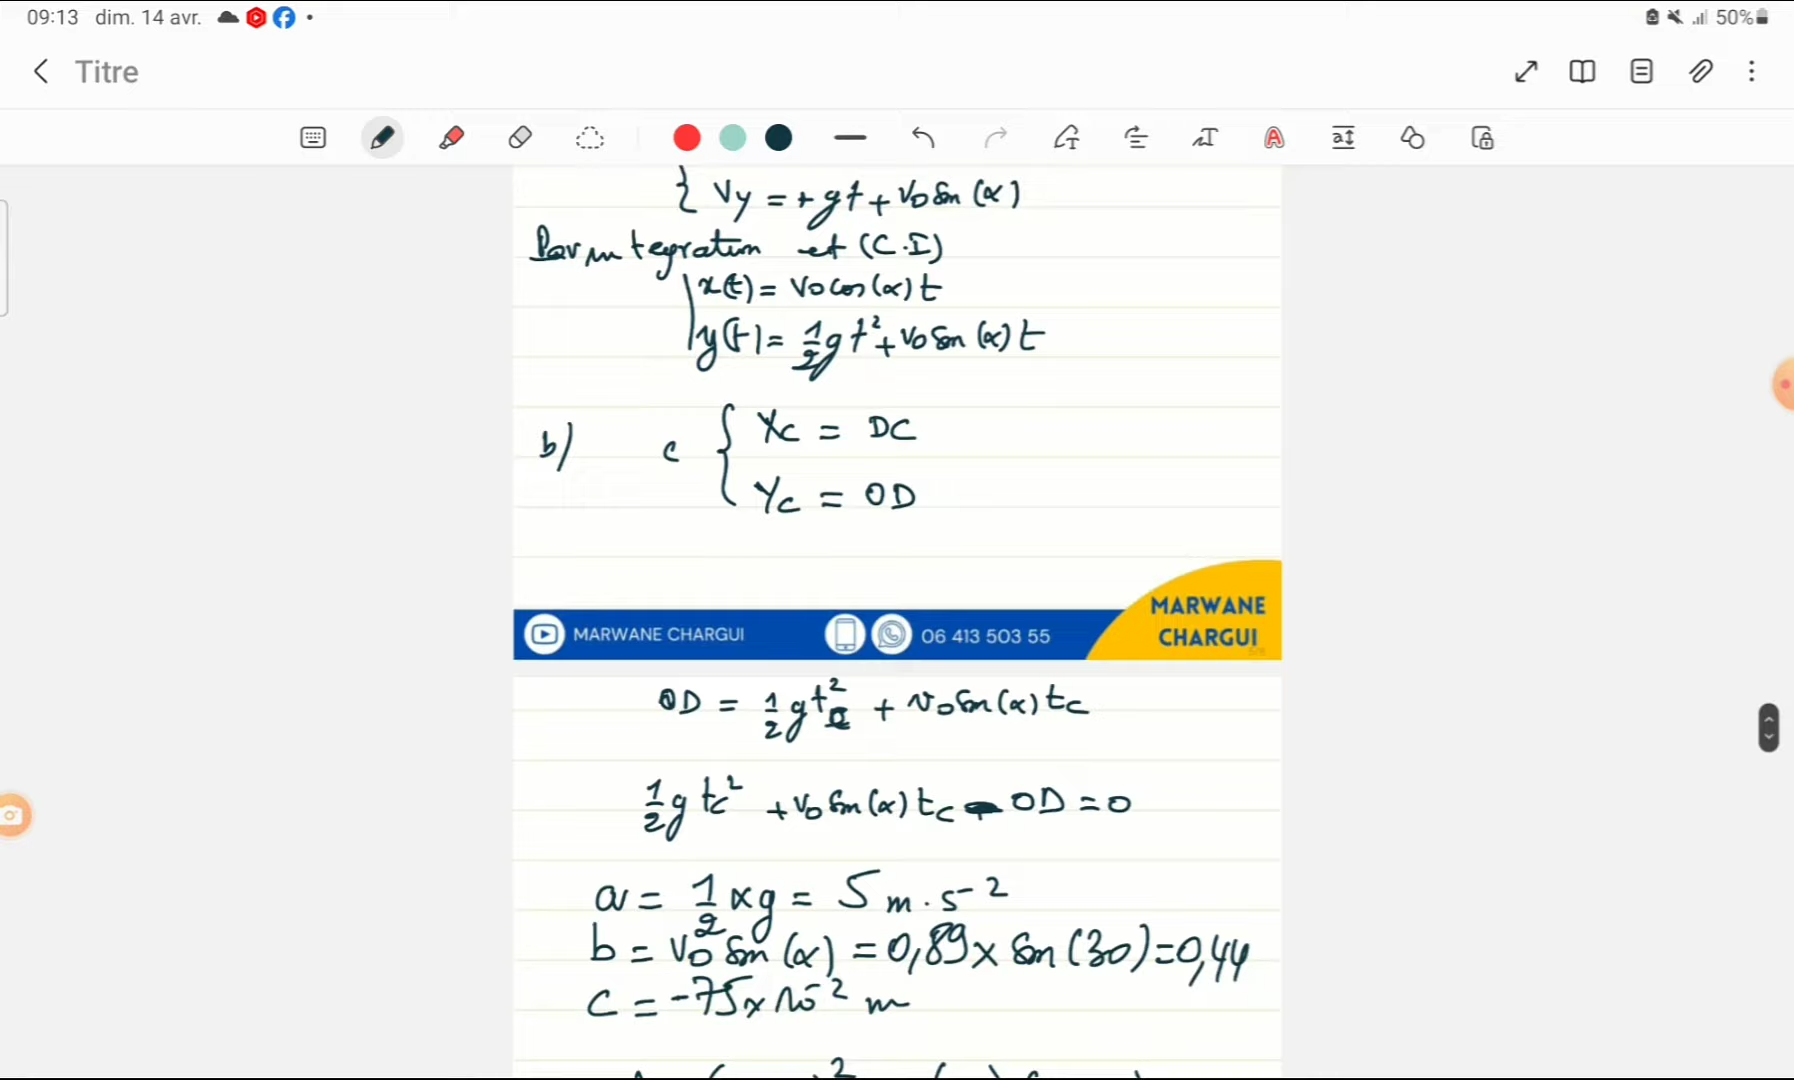 09:13 dim. 14 avr.
50%
Titre
{ Vy = +gt + V0 Sin (α)
Par integration et (C.I)
x(t) = V0 cos(α) t
y(t) = 1/2 g t² + V0 Sin (α) t
b) c { Xc = DC
Yc = OD
MARWANE CHARGUI
06 413 503 55
MARWANE
CHARGUI
OD = 1/2 g tc² + V0 Sin(α) tc
1/2 g tc² + V0 Sin(α) tc - OD = 0
a = 1/2 x g = 5 m.s-2
b = V0 Sin (α) = 0,89 x Sin (30) = 0,44
c = -75 x 10-2 m